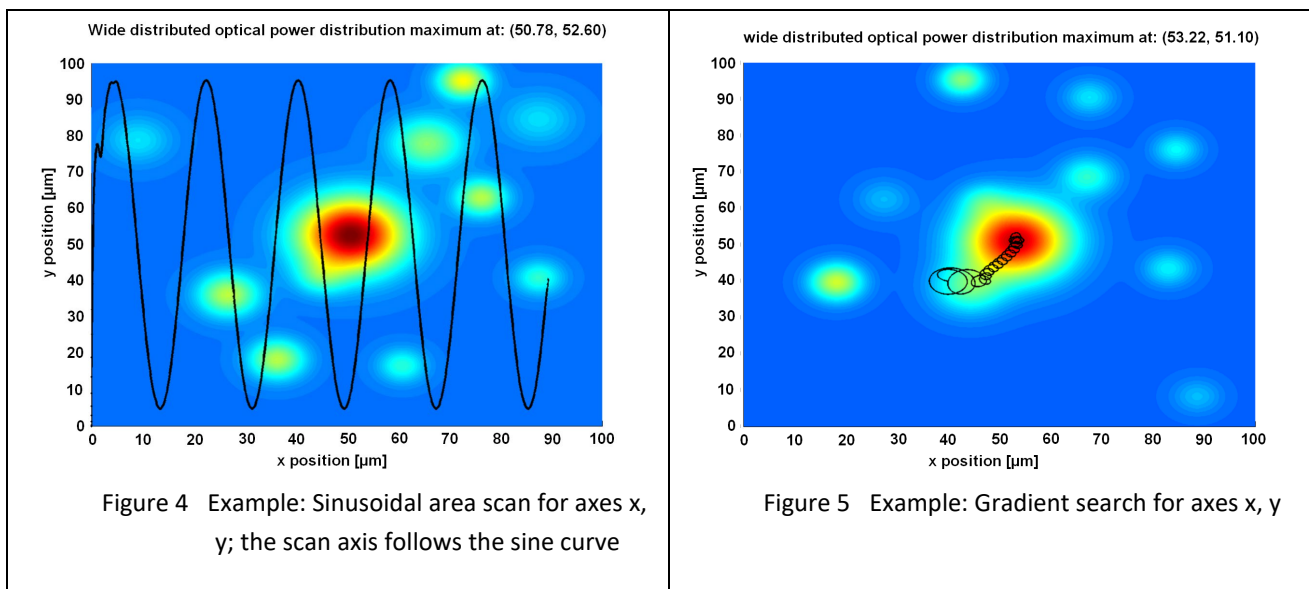 Wide distributed optical power distribution maximum at: (50.78, 52.60)
100
90
80
70
60
50
40
30
20
10
0
y position [µm]
0 10 20 30 40 50 60 70 80 90 100
x position [µm]
Figure 4 Example: Sinusoidal area scan for axes x,
y; the scan axis follows the sine curve
wide distributed optical power distribution maximum at: (53.22, 51.10)
100
90
80
70
60
50
40
30
20
10
0
y position [µm]
0 10 20 30 40 50 60 70 80 90 100
x position [µm]
Figure 5 Example: Gradient search for axes x, y